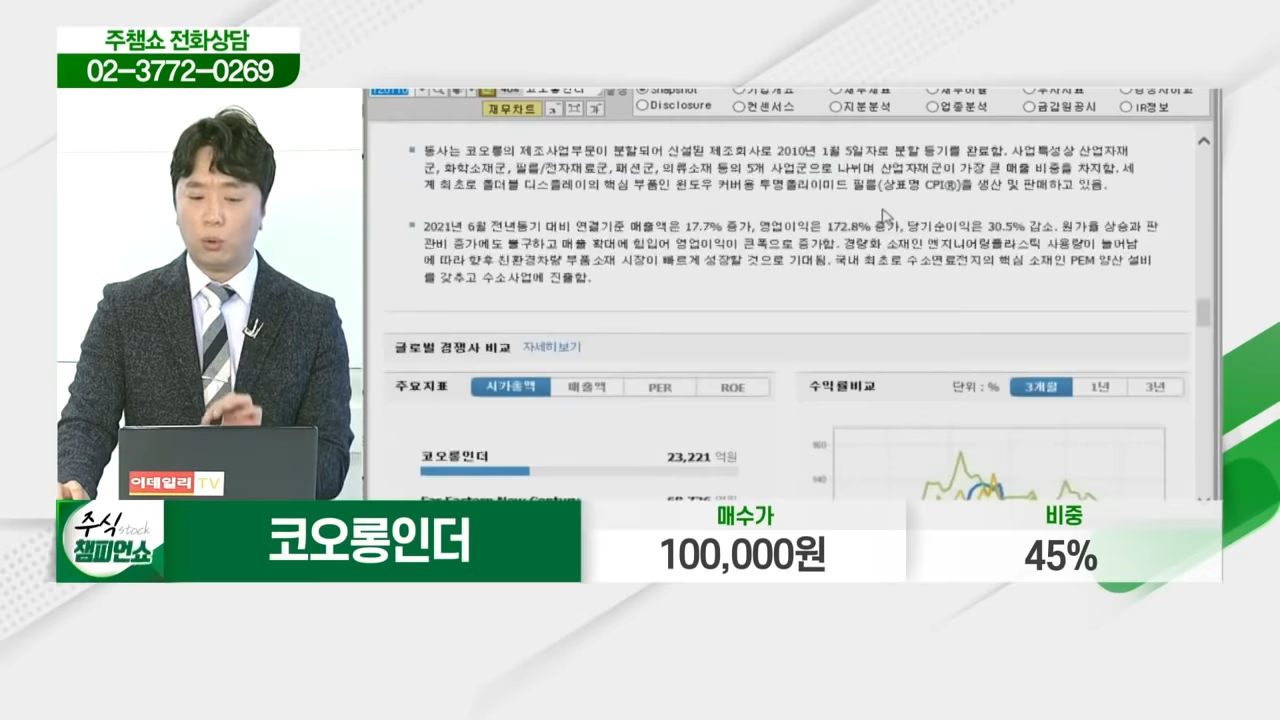 주챔쇼 전화상담
02-3772-0269
재무차트
Snapshot
Disclosure 컨센서스 지분분석 업종분석 금감원공시 IR정보
동사는 코오롱의 제조사업부문이 분할되어 신설된 제조회사로 2010년 1월 5일자로 분할 등기를 완료함. 사업특성상 산업자재
군, 화학소재군, 필름/전자재료군, 패션군, 의류소재 등의 5개 사업군으로 나뉘며 산업자재군이 가장 큰 매출 비중을 차지함. 세
계 최초로 폴더블 디스플레이의 핵심 부품인 윈도우 커버용 투명폴리이미드 필름(상표명 CPI®)을 생산 및 판매하고 있음.
2021년 6월 전년동기 대비 연결기준 매출액은 17.7% 증가, 영업이익은 172.8% 증가, 당기순이익은 30.5% 감소. 원가율 상승과 판
관비 증가에도 불구하고 매출 확대에 힘입어 영업이익이 큰폭으로 증가함. 경량화 소재인 엔지니어링플라스틱 사용량이 늘어남
에 따라 향후 친환경차량 부품소재 시장이 빠르게 성장할 것으로 기대됨. 국내 최초로 수소연료전지의 핵심 소재인 PEM 양산 설비
를 갖추고 수소사업에 진출함.
글로벌 경쟁사 비교 자세히보기
주요지표 시가총액 매출액 PER ROE
수익률비교 단위 : % 3개월 1년 3년
코오롱인더 23,221 억원
160
140
이데일리 TV
주식 stock
챔피언쇼
코오롱인더
매수가
100,000원
비중
45%